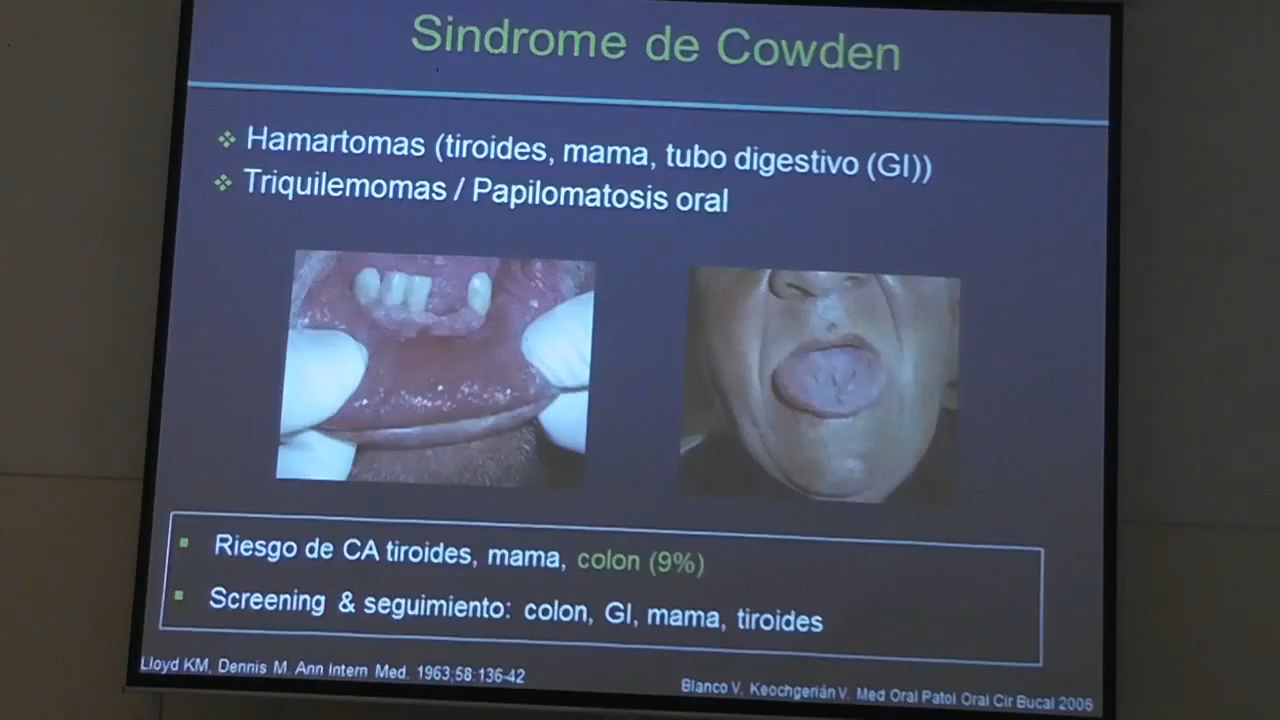 Sindrome de Cowden
Hamartomas (tiroides, mama, tubo digestivo (GI))
Triquilemomas / Papilomatosis oral
Riesgo de CA tiroides, mama, colon (9%)
Screening & seguimiento: colon, GI, mama, tiroides
Lloyd KM, Dennis M. Ann Intern Med. 1963;58:136-42
Blanco V, Keochgerián V. Med Oral Patol Oral Cir Bucal 2006